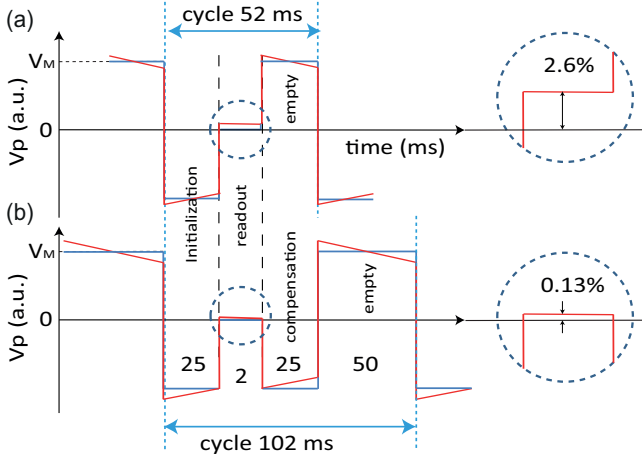 (a)
cycle 52 ms
V_M
0
Vp (a.u.)
empty
time (ms)
2.6%
Initialization
readout
(b)
V_M
0
Vp (a.u.)
compensation
empty
0.13%
25
2
25
50
cycle 102 ms